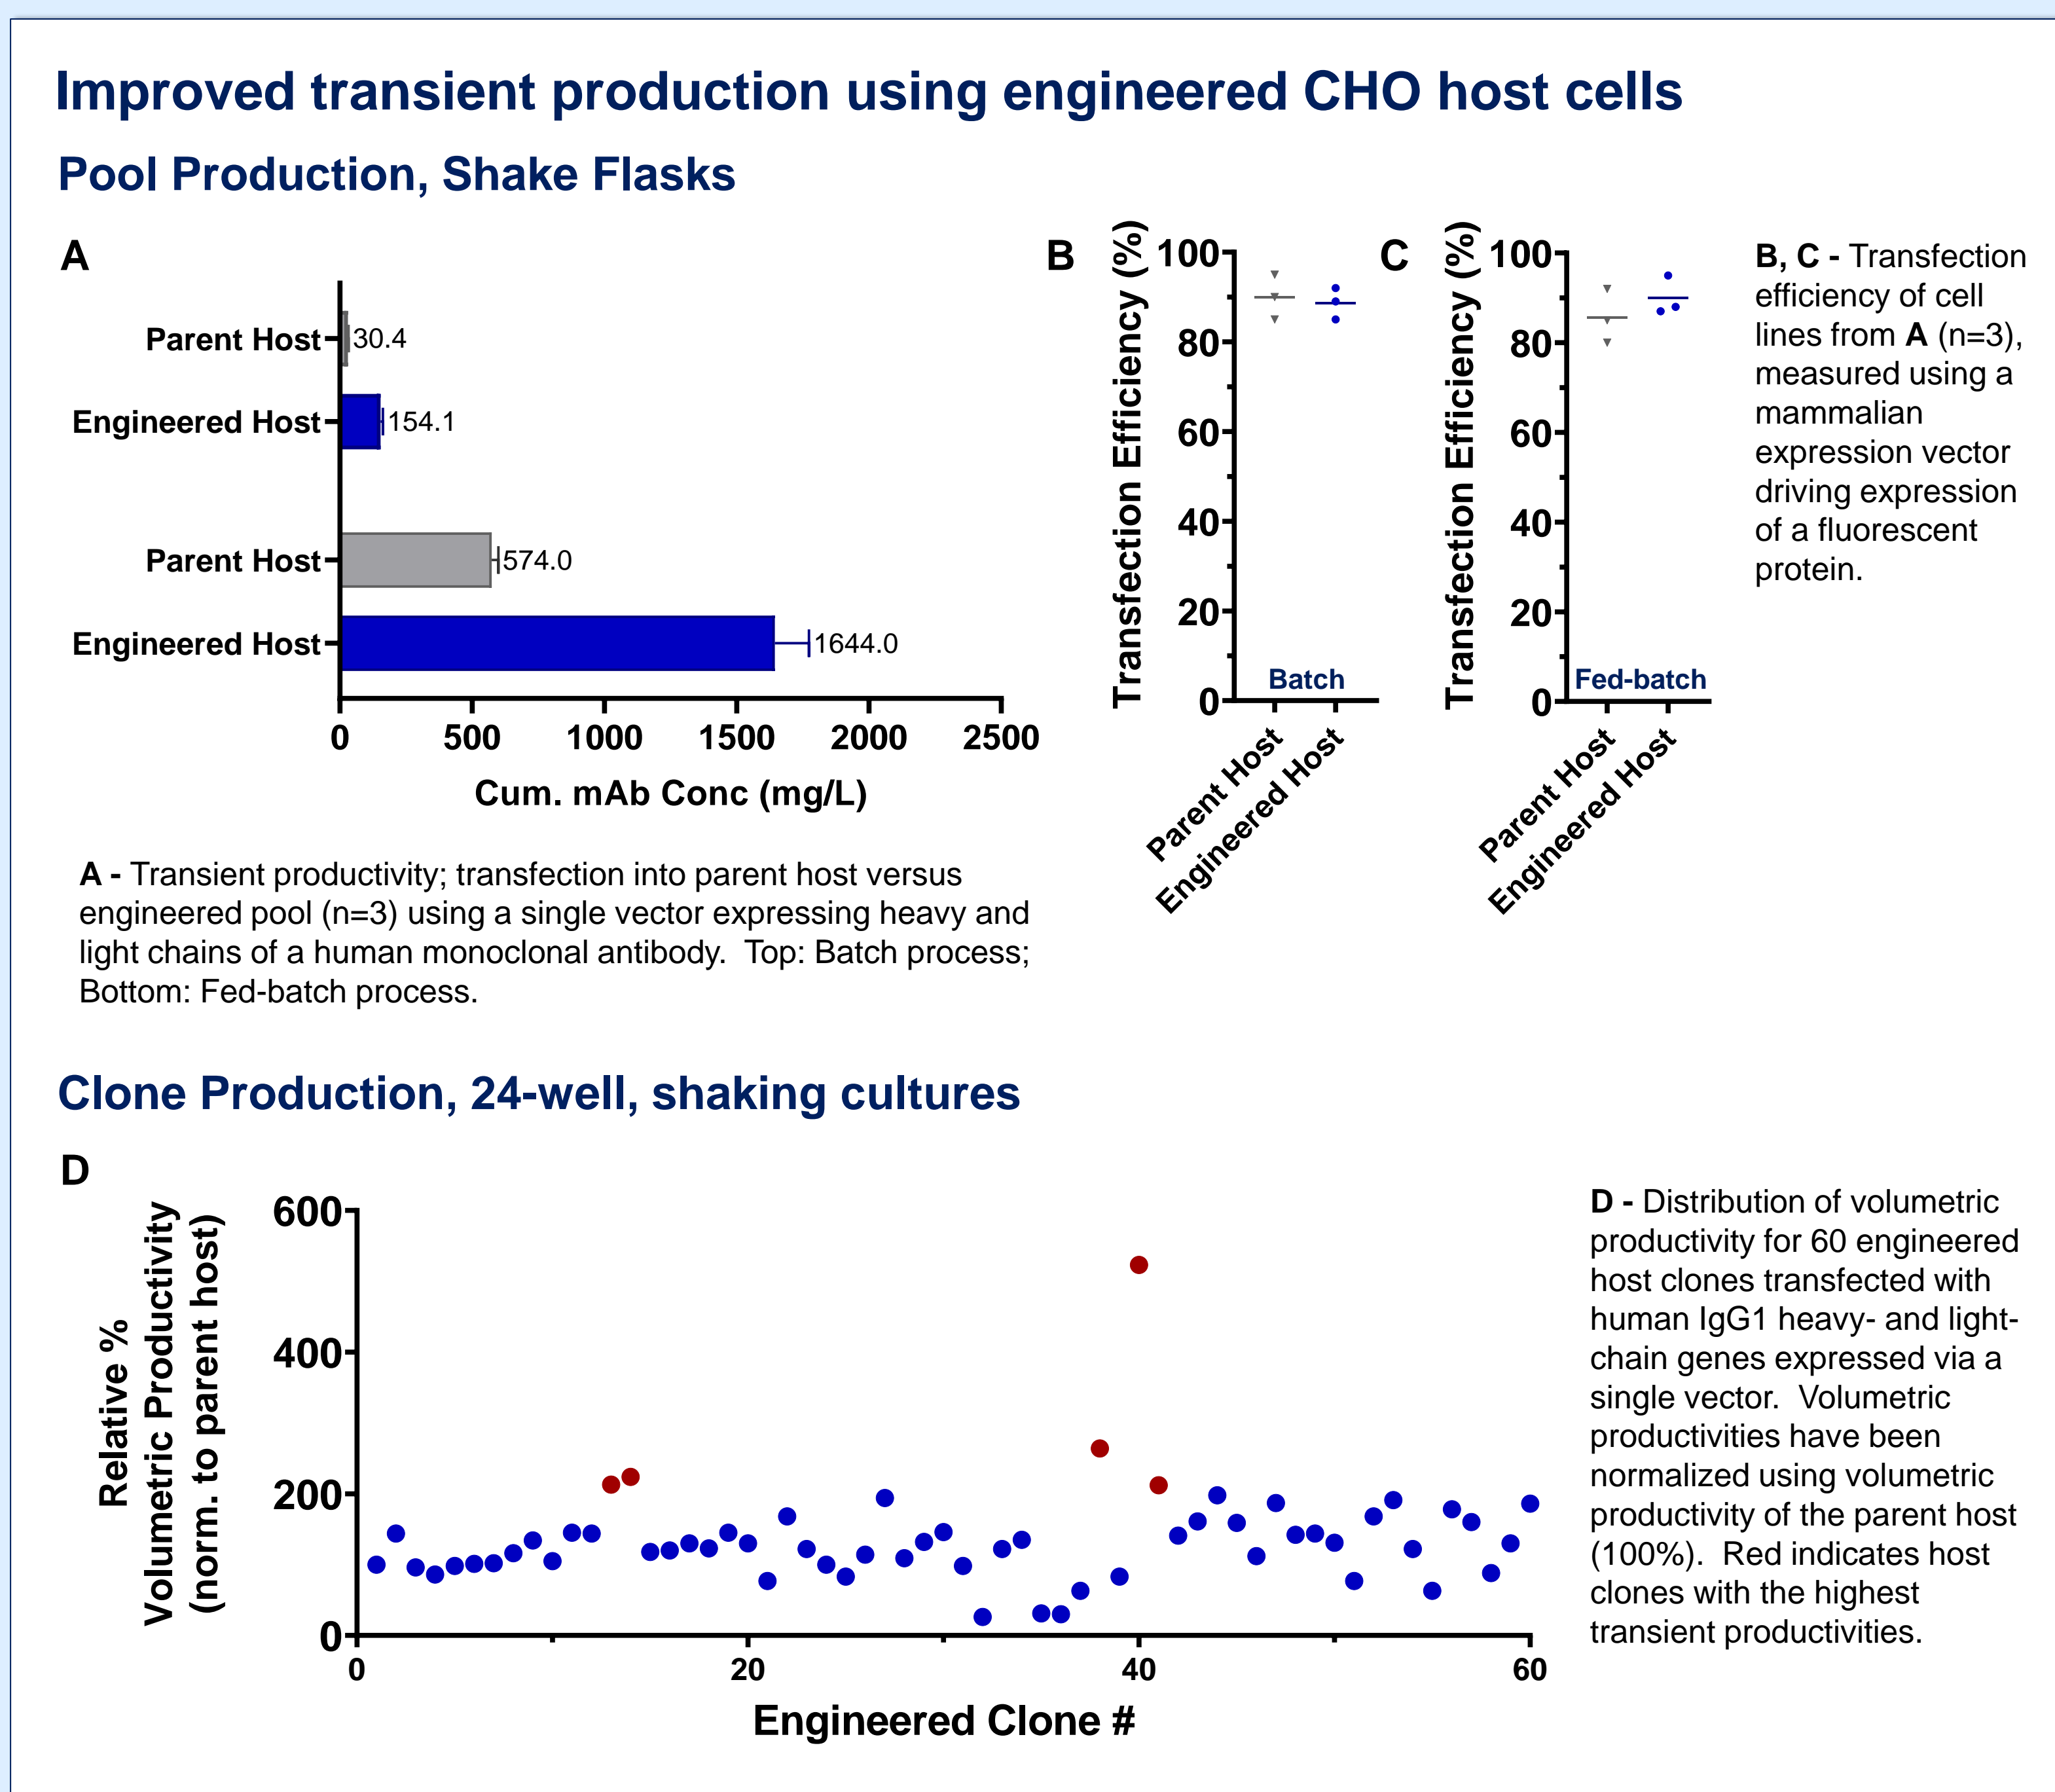 Improved transient production using engineered CHO host cells
Pool Production, Shake Flasks
A
Parent Host
30.4
Engineered Host
154.1
Parent Host
574.0
Engineered Host
1644.0
0 500 1000 1500 2000 2500
Cum. mAb Conc (mg/L)
A - Transient productivity; transfection into parent host versus
engineered pool (n=3) using a single vector expressing heavy and
light chains of a human monoclonal antibody.  Top: Batch process;
Bottom: Fed-batch process.
B
Transfection Efficiency (%)
100
80
60
40
20
0
Batch
Parent Host
Engineered Host
C
Transfection Efficiency (%)
100
80
60
40
20
0
Fed-batch
Parent Host
Engineered Host
B, C - Transfection
efficiency of cell
lines from A (n=3),
measured using a
mammalian
expression vector
driving expression
of a fluorescent
protein.
Clone Production, 24-well, shaking cultures
D
Relative %
Volumetric Productivity
(norm. to parent host)
600
400
200
0
0 20 40 60
Engineered Clone #
D - Distribution of volumetric
productivity for 60 engineered
host clones transfected with
human IgG1 heavy- and light-
chain genes expressed via a
single vector.  Volumetric
productivities have been
normalized using volumetric
productivity of the parent host
(100%).  Red indicates host
clones with the highest
transient productivities.